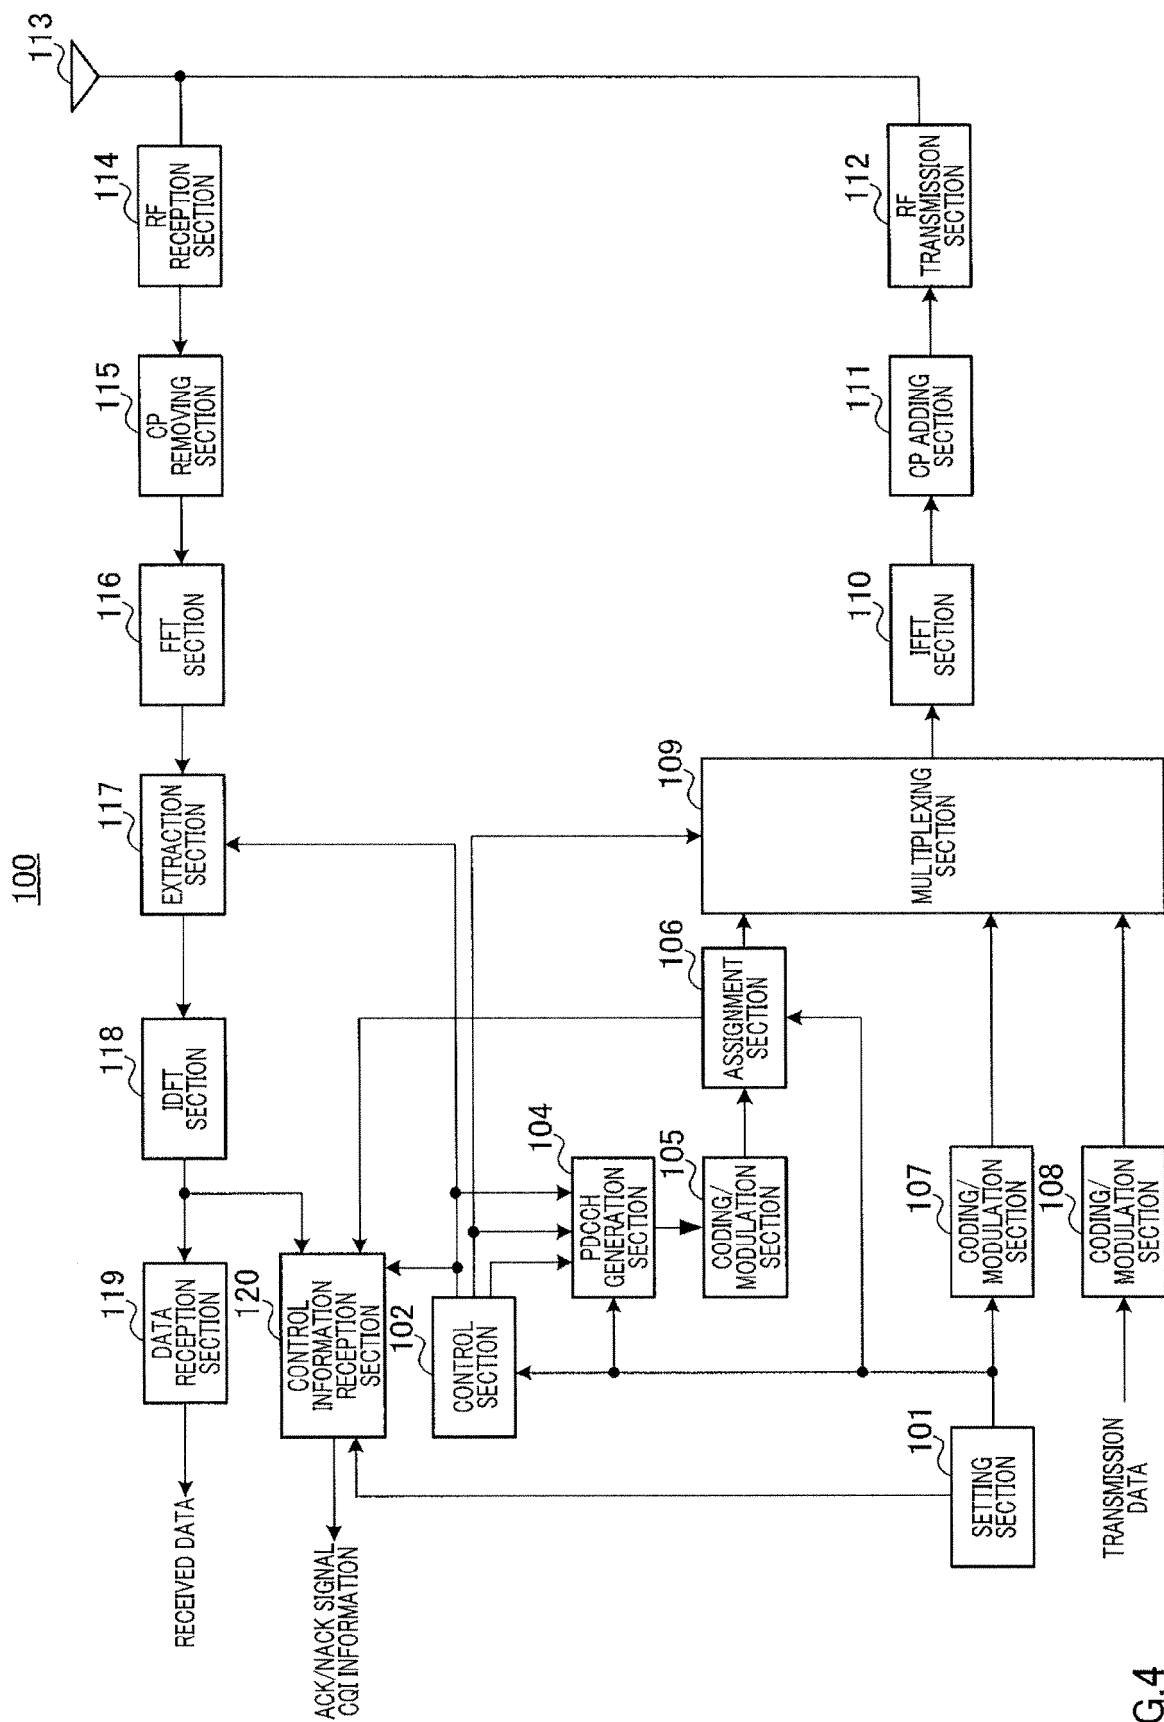 100
113
114
RF
RECEPTION
SECTION
115
CP
REMOVING
SECTION
116
FFT
SECTION
117
EXTRACTION
SECTION
118
IDFT
SECTION
119
DATA
RECEPTION
SECTION
RECEIVED DATA
120
CONTROL
INFORMATION
RECEPTION
SECTION
ACK/NACK SIGNAL
CQI INFORMATION
102
CONTROL
SECTION
104
PDCCH
GENERATION
SECTION
105
CODING/
MODULATION
SECTION
106
ASSIGNMENT
SECTION
101
SETTING
SECTION
107
CODING/
MODULATION
SECTION
108
CODING/
MODULATION
SECTION
TRANSMISSION
DATA
109
MULTIPLEXING
SECTION
110
IFFT
SECTION
111
CP ADDING
SECTION
112
RF
TRANSMISSION
SECTION
G.4